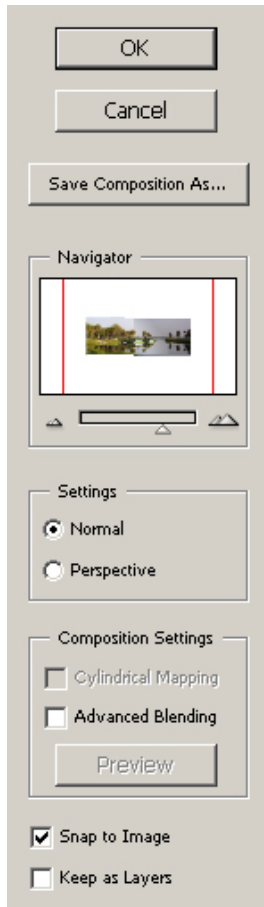 OK
Cancel
Save Composition As...
Navigator
Settings
Normal
Perspective
Composition Settings
Cylindrical Mapping
Advanced Blending
Preview
Snap to Image
Keep as Layers